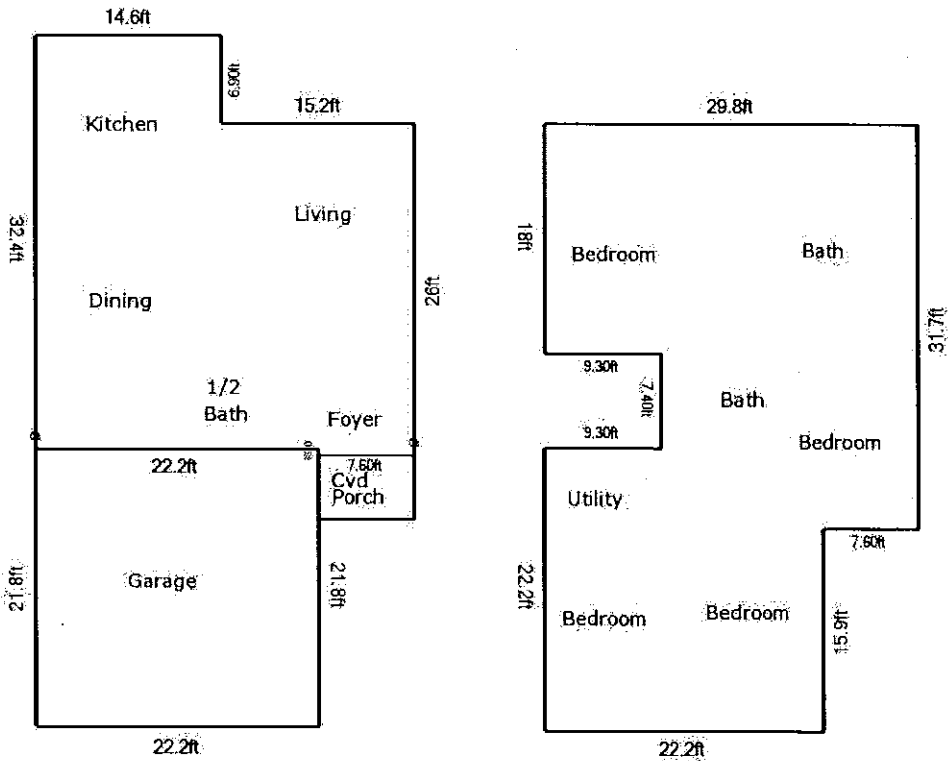 14.6ft
6.90ft
15.2ft
Kitchen
Living
32.4ft
26ft
Dining
1/2
Bath
Foyer
22.2ft
7.60ft
Cvd
Porch
21.8ft
Garage
21.8ft
22.2ft
29.8ft
18ft
Bedroom
Bath
31.7ft
9.30ft
7.40ft
Bath
9.30ft
Bedroom
Utility
7.60ft
22.2ft
Bedroom
Bedroom
15.9ft
22.2ft